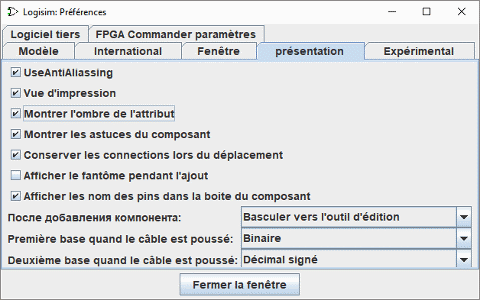 Logisim: Préférences
Logiciel tiers FPGA Commander paramètres
Modèle International Fenêtre présentation Expérimental
UseAntiAliassing
Vue d'impression
Montrer l'ombre de l'attribut
Montrer les astuces du composant
Conserver les connections lors du déplacement
Afficher le fantôme pendent l'ajout
Afficher les nom des pins dans la boite du composant
После добавления компонента: Basculer vers l'outil d'édition
Première base quand le câble est poussé: Binaire
Deuxième base quand le câble est poussé: Décimal signé
Fermer la fenêtre